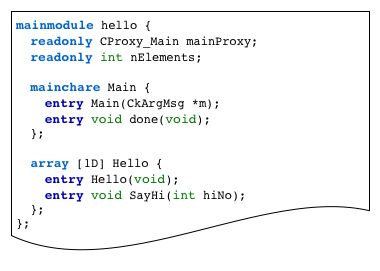 mainmodule hello {
  readonly CProxy_Main mainProxy;
  readonly int nElements;

  mainchare Main {
    entry Main(CkArgMsg *m);
    entry void done(void);
  };

  array [1D] Hello {
    entry Hello(void);
    entry void SayHi(int hiNo);
  };
};